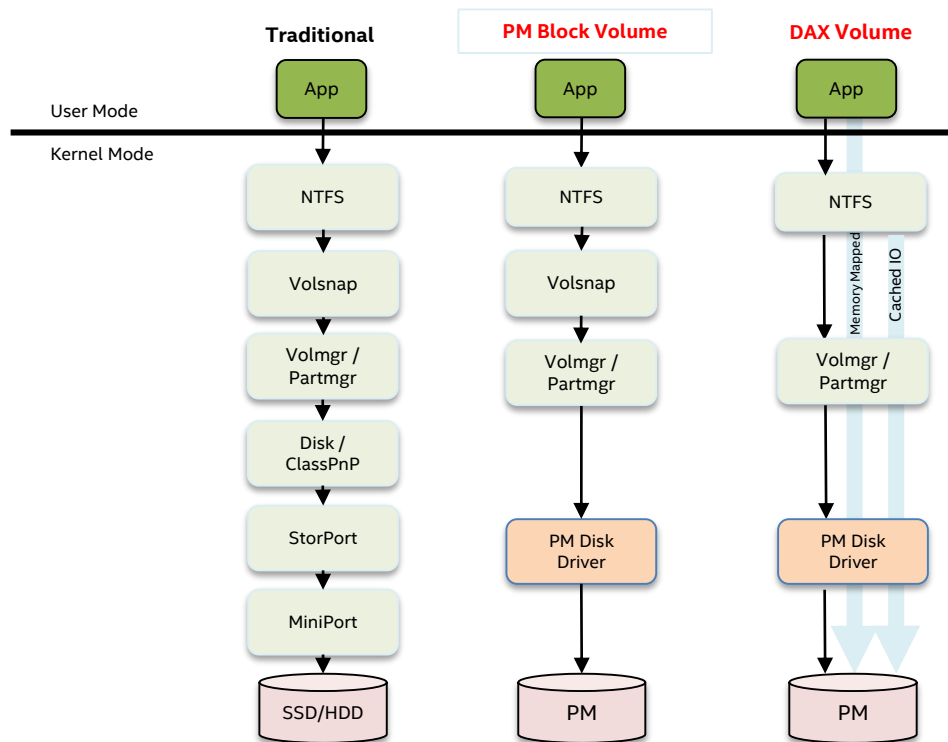 Traditional
PM Block Volume
DAX Volume
App
App
App
User Mode
Kernel Mode
NTFS
NTFS
NTFS
Volsnap
Volsnap
Memory Mapped
Cached IO
Volmgr /
Partmgr
Volmgr /
Partmgr
Volmgr /
Partmgr
Disk /
ClassPnP
StorPort
PM Disk
Driver
PM Disk
Driver
MiniPort
SSD/HDD
PM
PM